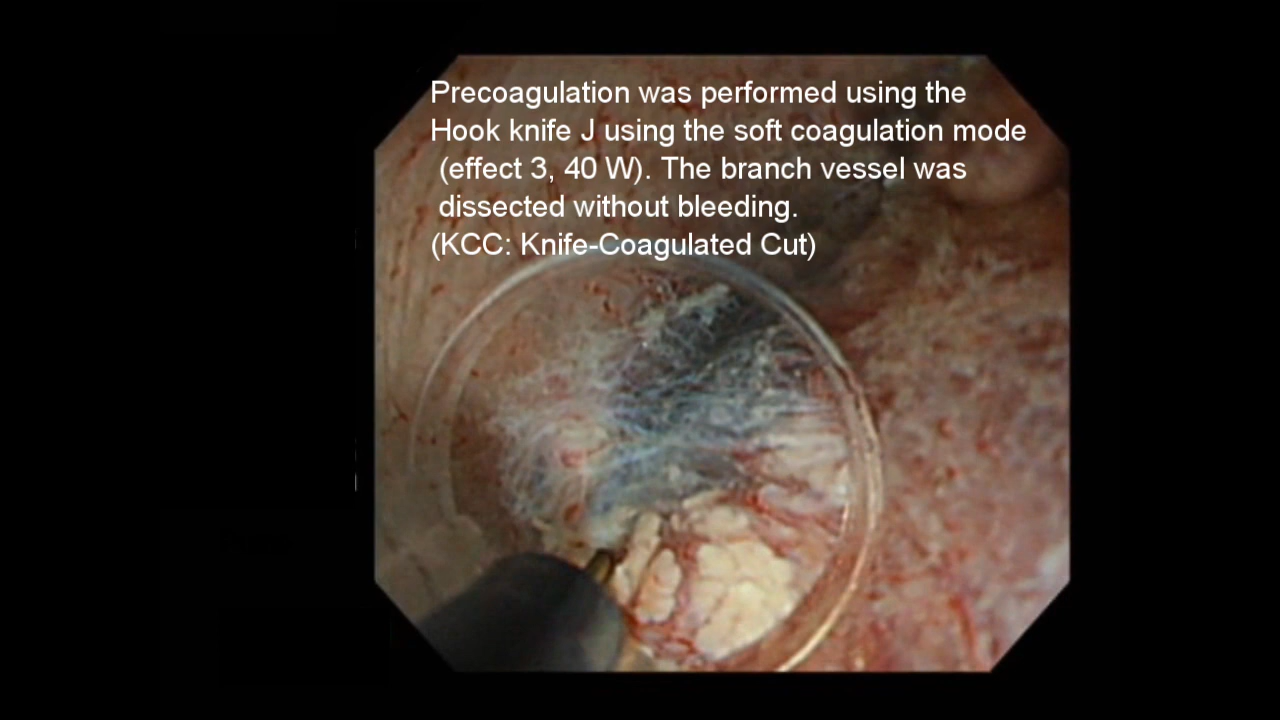 Precoagulation was performed using the
Hook knife J using the soft coagulation mode
(effect 3, 40 W). The branch vessel was
dissected without bleeding.
(KCC: Knife-Coagulated Cut)